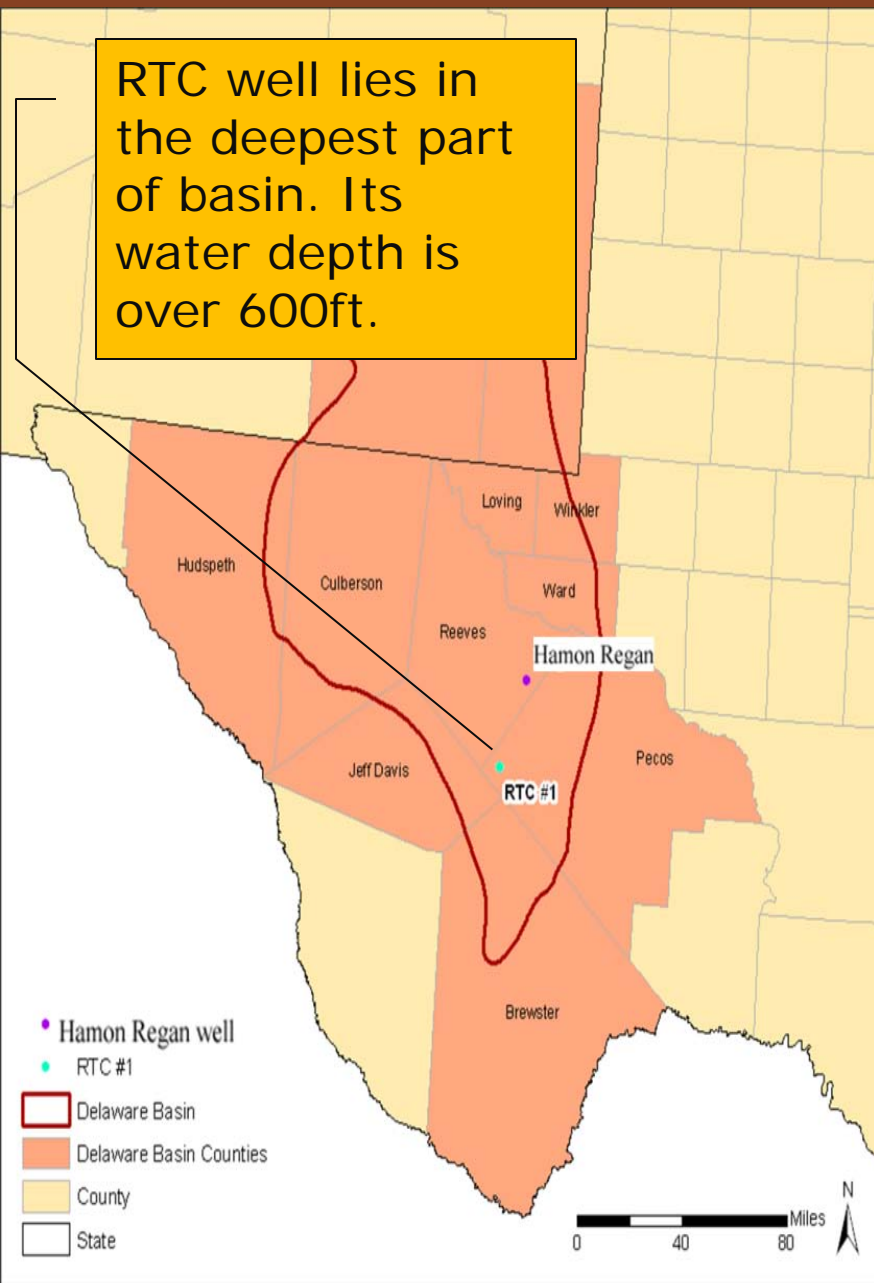 RTC well lies in
the deepest part
of basin. Its
water depth is
over 600ft.
Loving
Winkler
Hudspeth
Culberson
Ward
Reeves
Hamon Regan
Jeff Davis
Pecos
RTC #1
Brewster
Hamon Regan well
RTC #1
Delaware Basin
Delaware Basin Counties
County
State
N
Miles
0 40 80